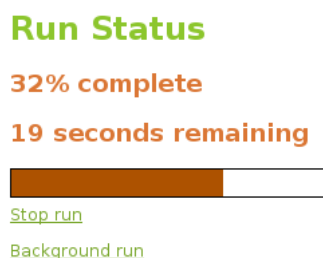 Run Status
32% complete
19 seconds remaining
Stop run
Background run